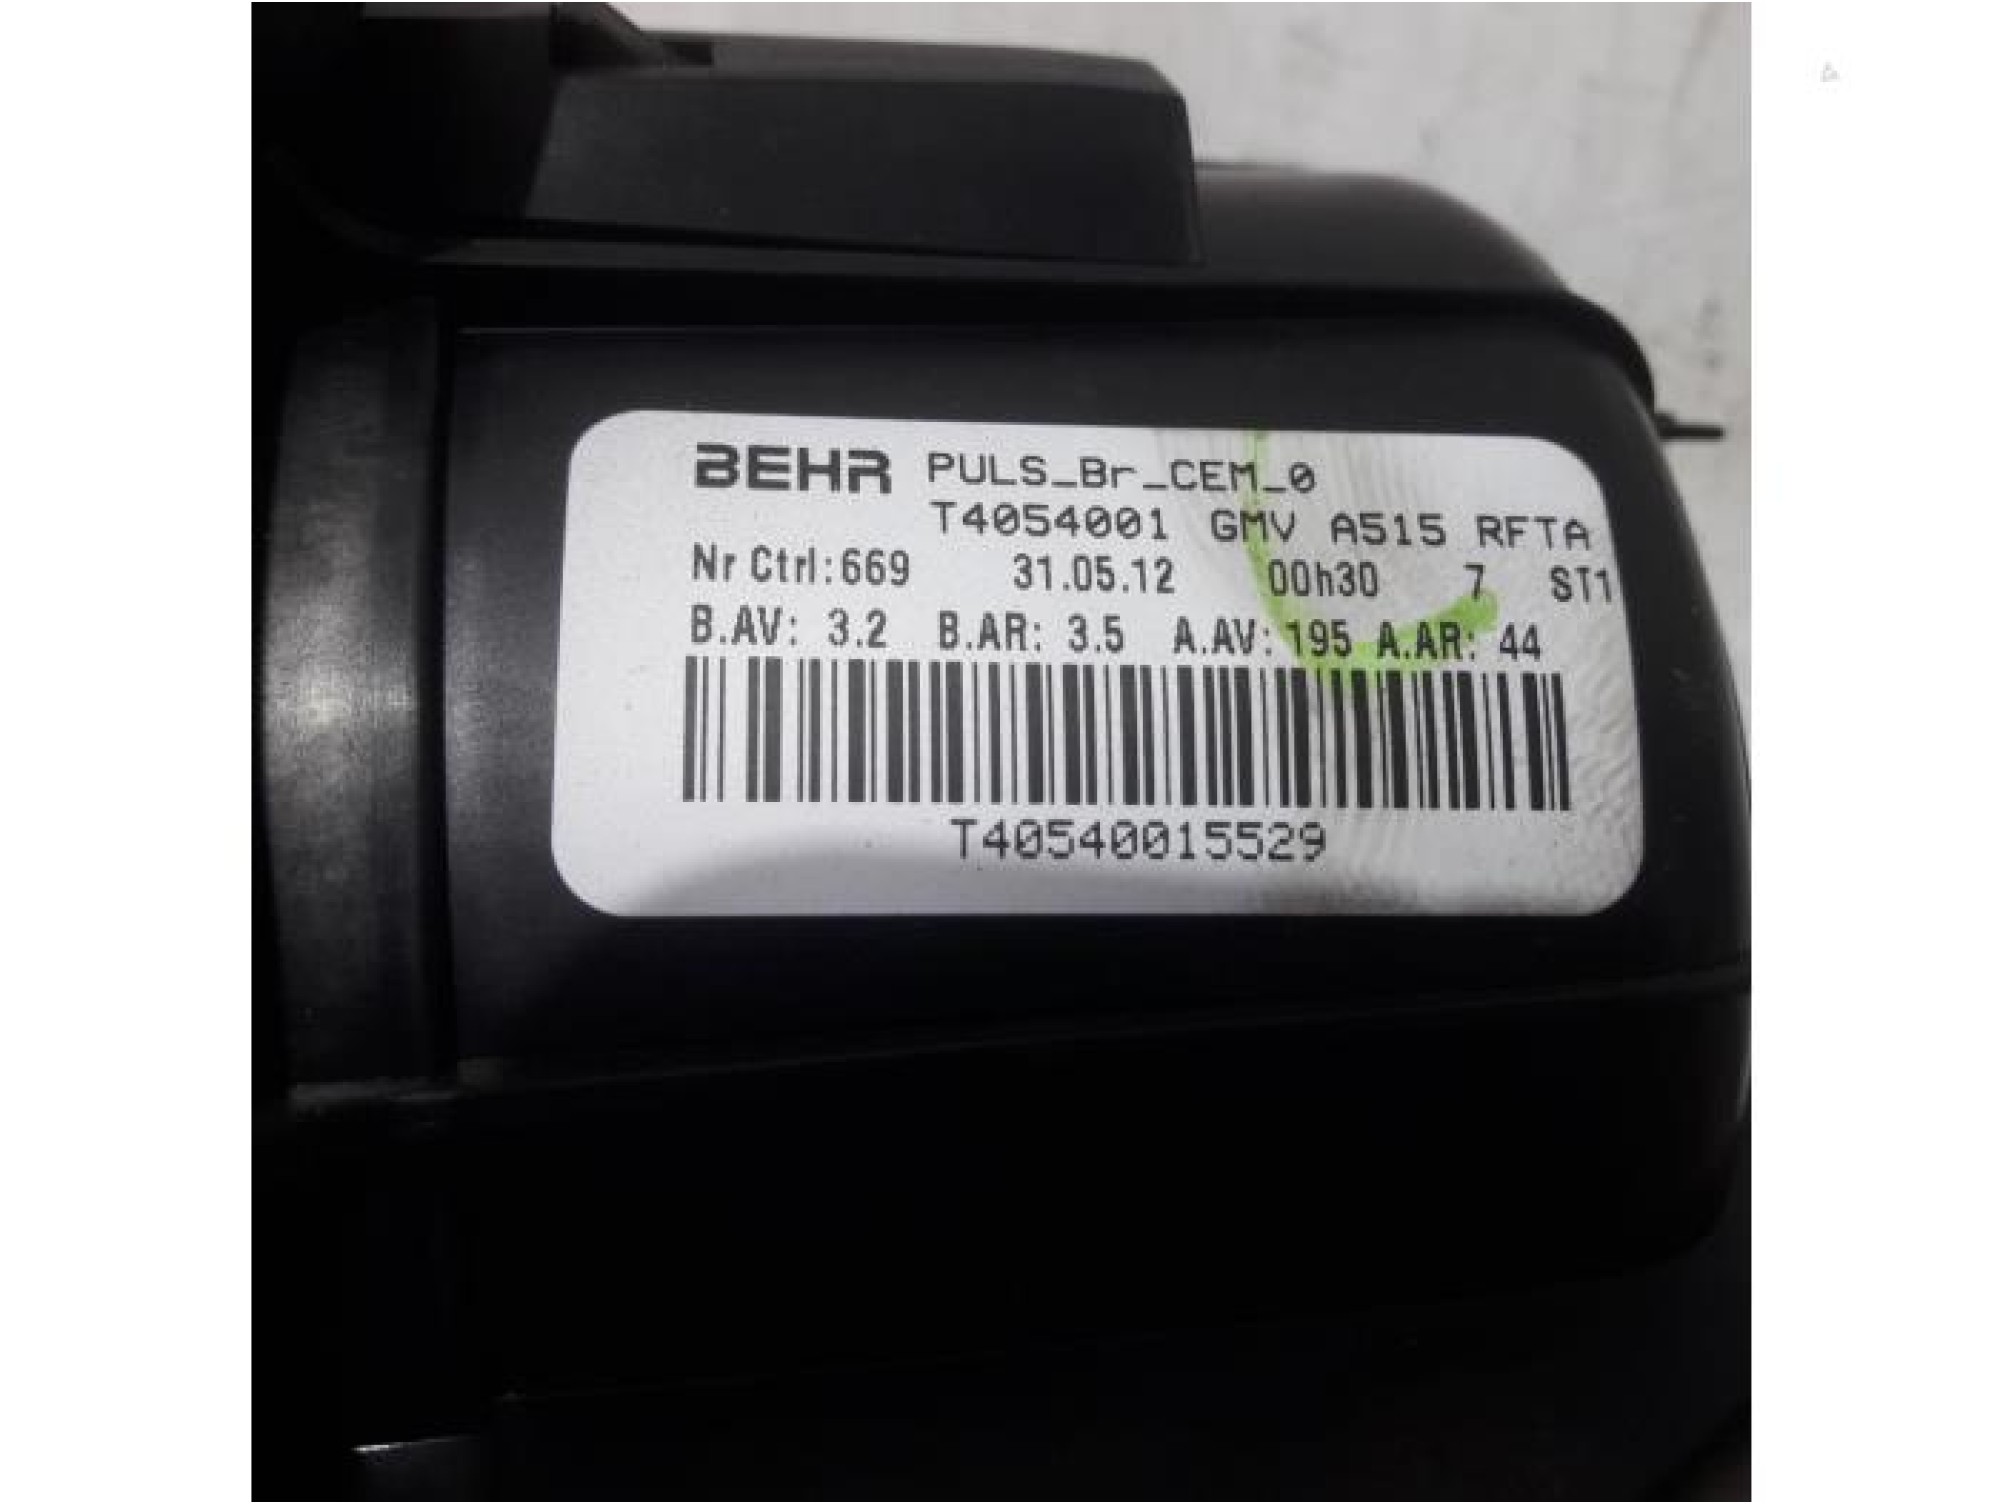 BEHR PULS_Br_CEM_0
T4054001 GMV A515 RFTA
Nr Ctrl:669 31.05.12 00h30 7 ST1
B.AV: 3.2 B.AR: 3.5 A.AV: 195 A.AR: 44
T40540015529